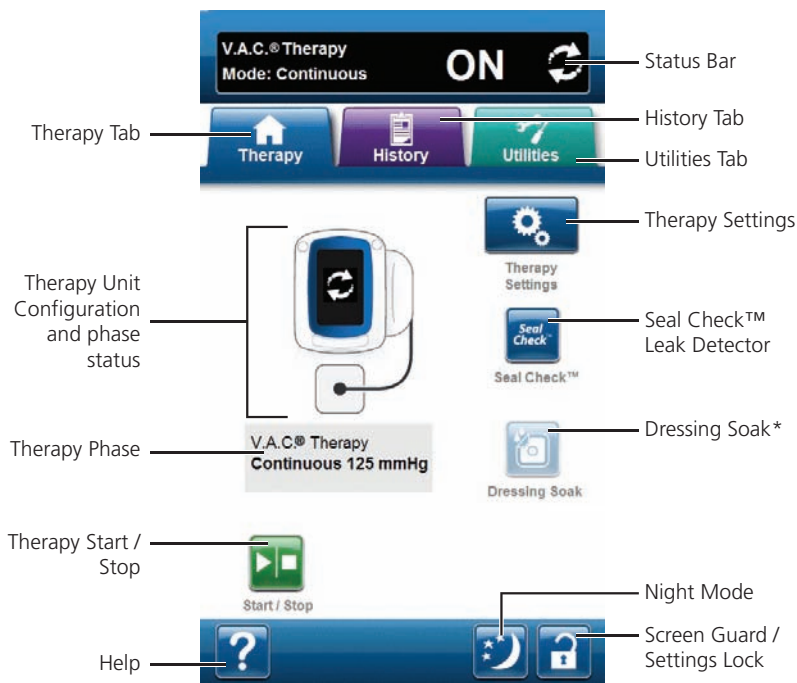 V.A.C.® Therapy
Mode: Continuous
ON
Status Bar
Therapy Tab
Therapy
History
Utilities
History Tab
Utilities Tab
Therapy Settings
Therapy
Settings
Therapy Unit
Configuration
and phase
status
Seal
Check™
Seal Check™
Seal Check™
Leak Detector
Therapy Phase
V.A.C® Therapy
Continuous 125 mmHg
Dressing Soak*
Dressing Soak
Therapy Start /
Stop
Start / Stop
Night Mode
Help
?
Screen Guard /
Settings Lock